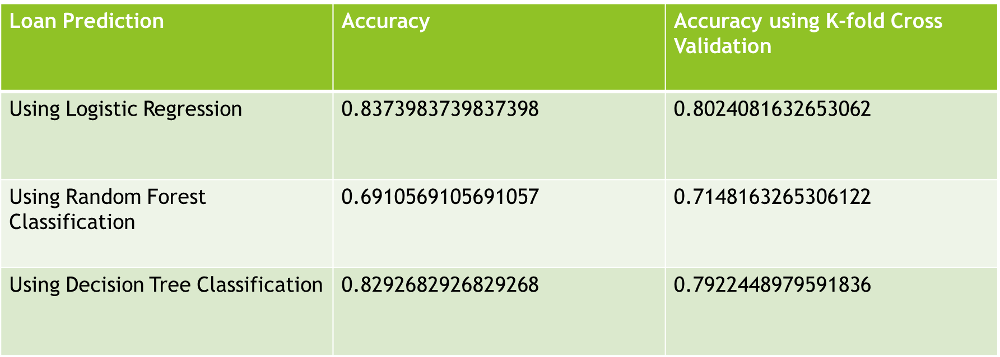 Loan Prediction
Accuracy
Accuracy using K-fold Cross
Validation
Using Logistic Regression
0.8373983739837398
0.8024081632653062
Using Random Forest
Classification
0.6910569105691057
0.7148163265306122
Using Decision Tree Classification
0.8292682926829268
0.7922448979591836